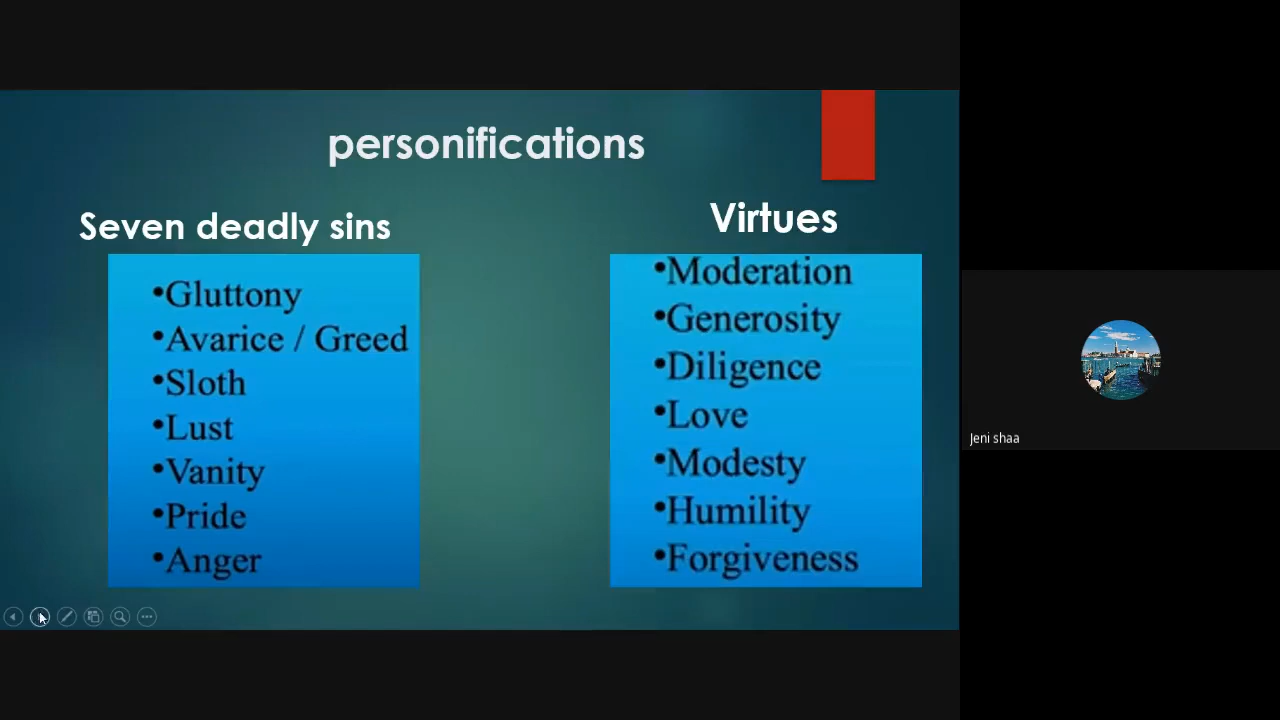 personifications
Seven deadly sins
•Gluttony
•Avarice / Greed
•Sloth
•Lust
•Vanity
•Pride
•Anger
Virtues
•Moderation
•Generosity
•Diligence
•Love
•Modesty
•Humility
•Forgiveness
Jeni shaa